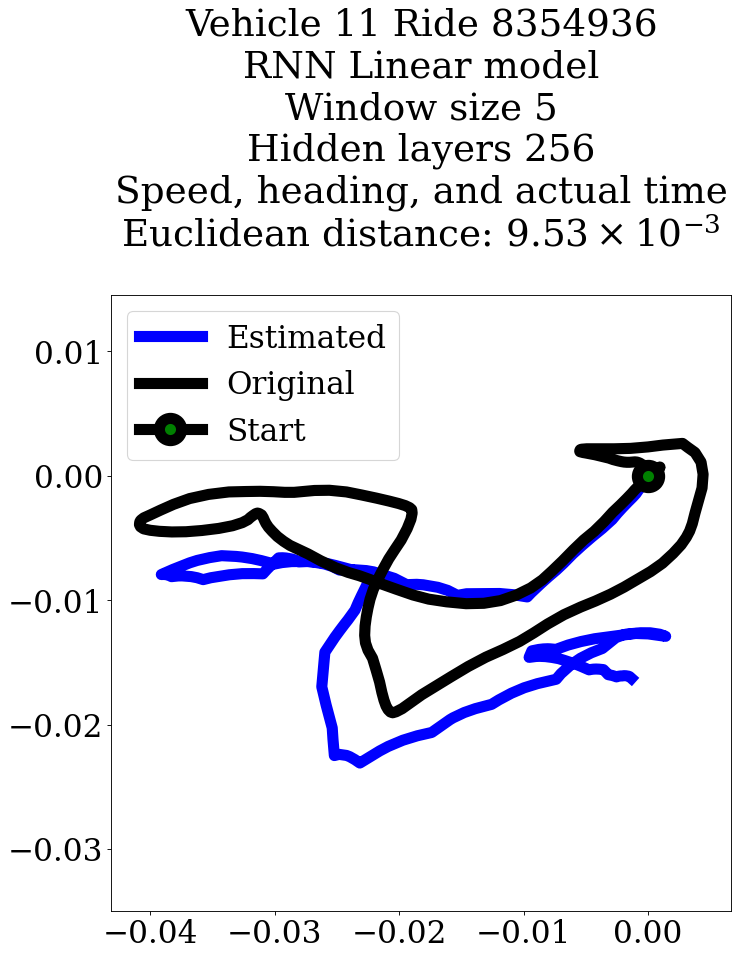 Vehicle 11 Ride 8354936
RNN Linear model
Window size 5
Hidden layers 256
Speed, heading, and actual time
Euclidean distance: 9.53 × 10⁻³
Estimated
Original
Start
0.01
0.00
−0.01
−0.02
−0.03
−0.04 −0.03 −0.02 −0.01 0.00